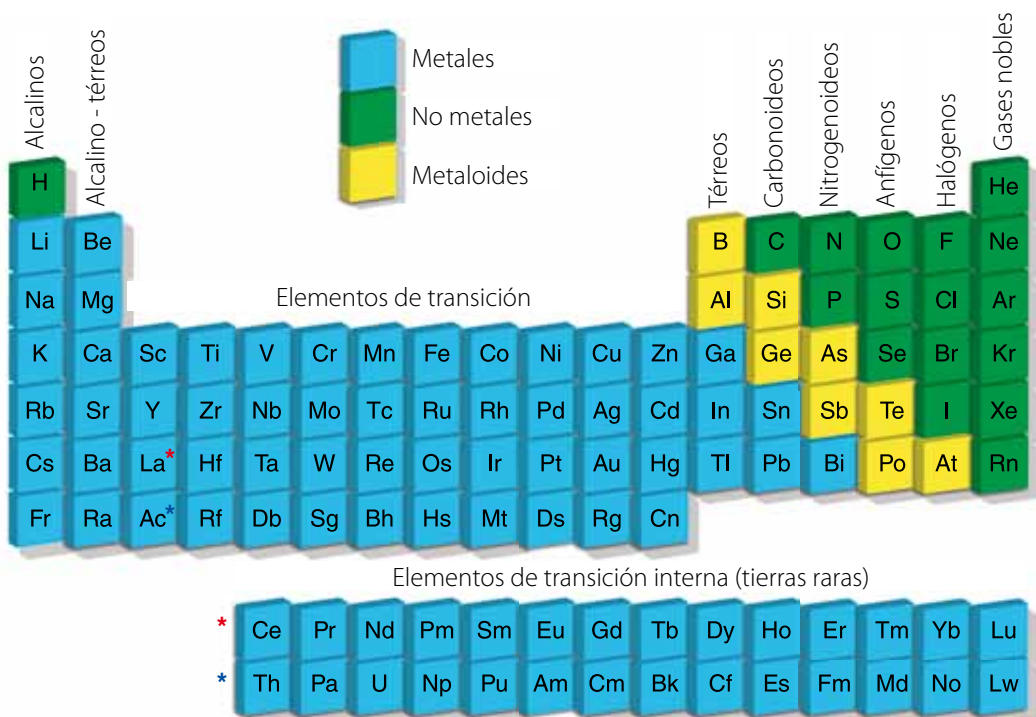 Metales
No metales
Metaloides
Alcalinos
Alcalino - térreos
Térreos
Carbonoideos
Nitrogenoideos
Anfígenos
Halógenos
Gases nobles
H He
Li Be B C N O F Ne
Na Mg Elementos de transición Al Si P S Cl Ar
K Ca Sc Ti V Cr Mn Fe Co Ni Cu Zn Ga Ge As Se Br Kr
Rb Sr Y Zr Nb Mo Tc Ru Rh Pd Ag Cd In Sn Sb Te I Xe
Cs Ba La* Hf Ta W Re Os Ir Pt Au Hg Tl Pb Bi Po At Rn
Fr Ra Ac* Rf Db Sg Bh Hs Mt Ds Rg Cn
Elementos de transición interna (tierras raras)
* Ce Pr Nd Pm Sm Eu Gd Tb Dy Ho Er Tm Yb Lu
* Th Pa U Np Pu Am Cm Bk Cf Es Fm Md No Lw